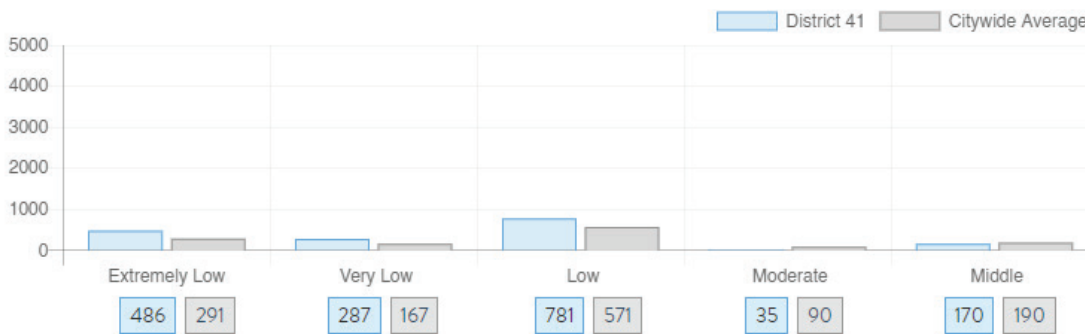 District 41 Citywide Average
5000
4000
3000
2000
1000
0
Extremely Low Very Low Low Moderate Middle
486 291 287 167 781 571 35 90 170 190